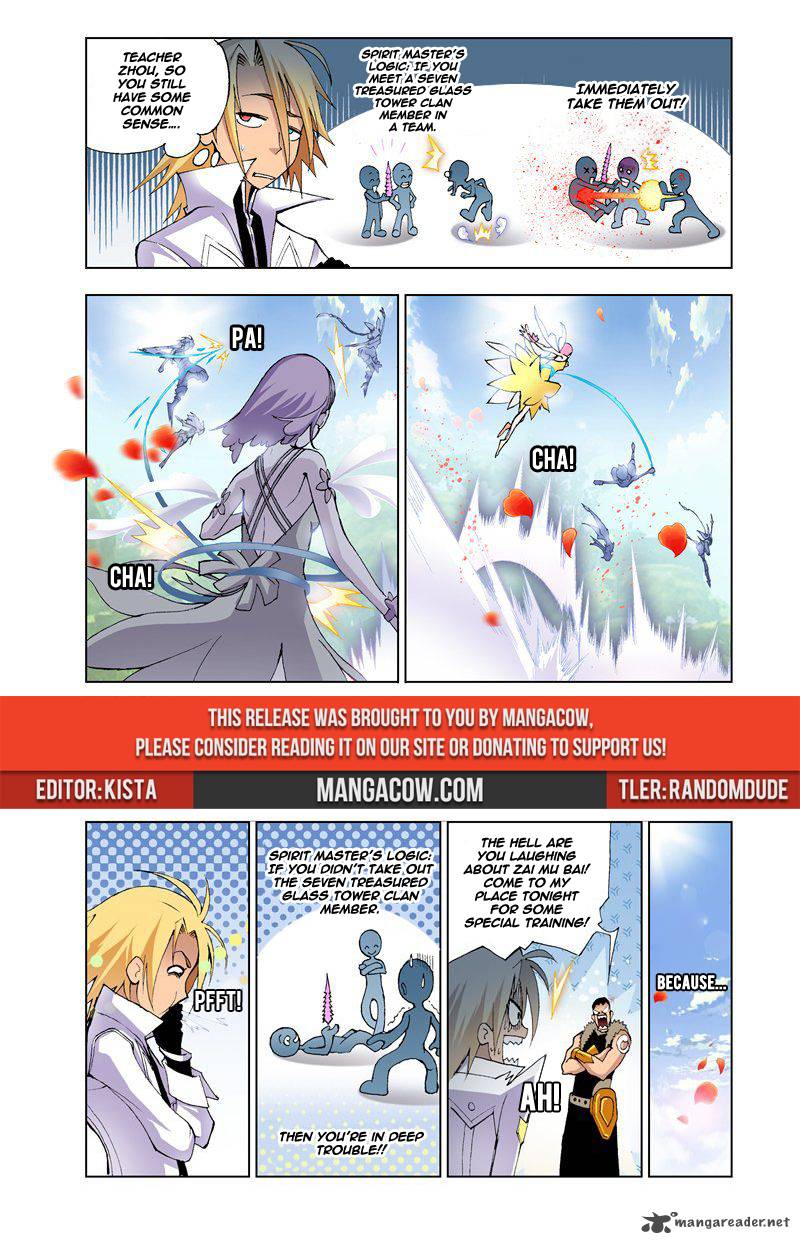 TEACHER
ZHOU, SO
YOU STILL
HAVE SOME
COMMON
SENSE....
SPIRIT MASTER'S
LOGIC: IF YOU
MEET A SEVEN
TREASURED GLASS
TOWER CLAN
MEMBER IN
A TEAM.
IMMEDIATELY
TAKE THEM OUT!
PA!
CHA!
CHA!
THIS RELEASE WAS BROUGHT TO YOU BY MANGACOW,
PLEASE CONSIDER READING IT ON OUR SITE OR DONATING TO SUPPORT US!
EDITOR: KISTA
MANGACOW.COM
TLER: RANDOMDUDE
PFFT!
SPIRIT MASTER'S LOGIC:
IF YOU DIDN'T TAKE OUT
THE SEVEN TREASURED
GLASS TOWER CLAN
MEMBER.
THEN YOU'RE IN DEEP
TROUBLE!!
THE HELL ARE
YOU LAUGHING
ABOUT ZAI MU BAI!
COME TO MY
PLACE TONIGHT
FOR SOME
SPECIAL TRAINING!
AH!
BECAUSE...
mangareader.net